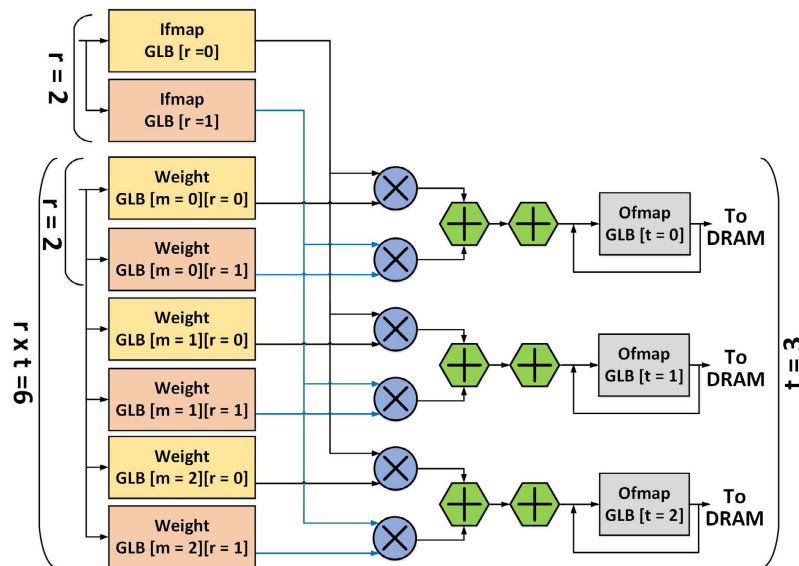 r = 2
Ifmap
GLB [r =0]
Ifmap
GLB [r =1]
r x t =6
r = 2
Weight
GLB [m = 0][r = 0]
Weight
GLB [m = 0][r = 1]
Weight
GLB [m = 1][r = 0]
Weight
GLB [m = 1][r = 1]
Weight
GLB [m = 2][r = 0]
Weight
GLB [m = 2][r = 1]
Ofmap
GLB [t = 0]
To
DRAM
Ofmap
GLB [t = 1]
To
DRAM
Ofmap
GLB [t = 2]
To
DRAM
t = 3